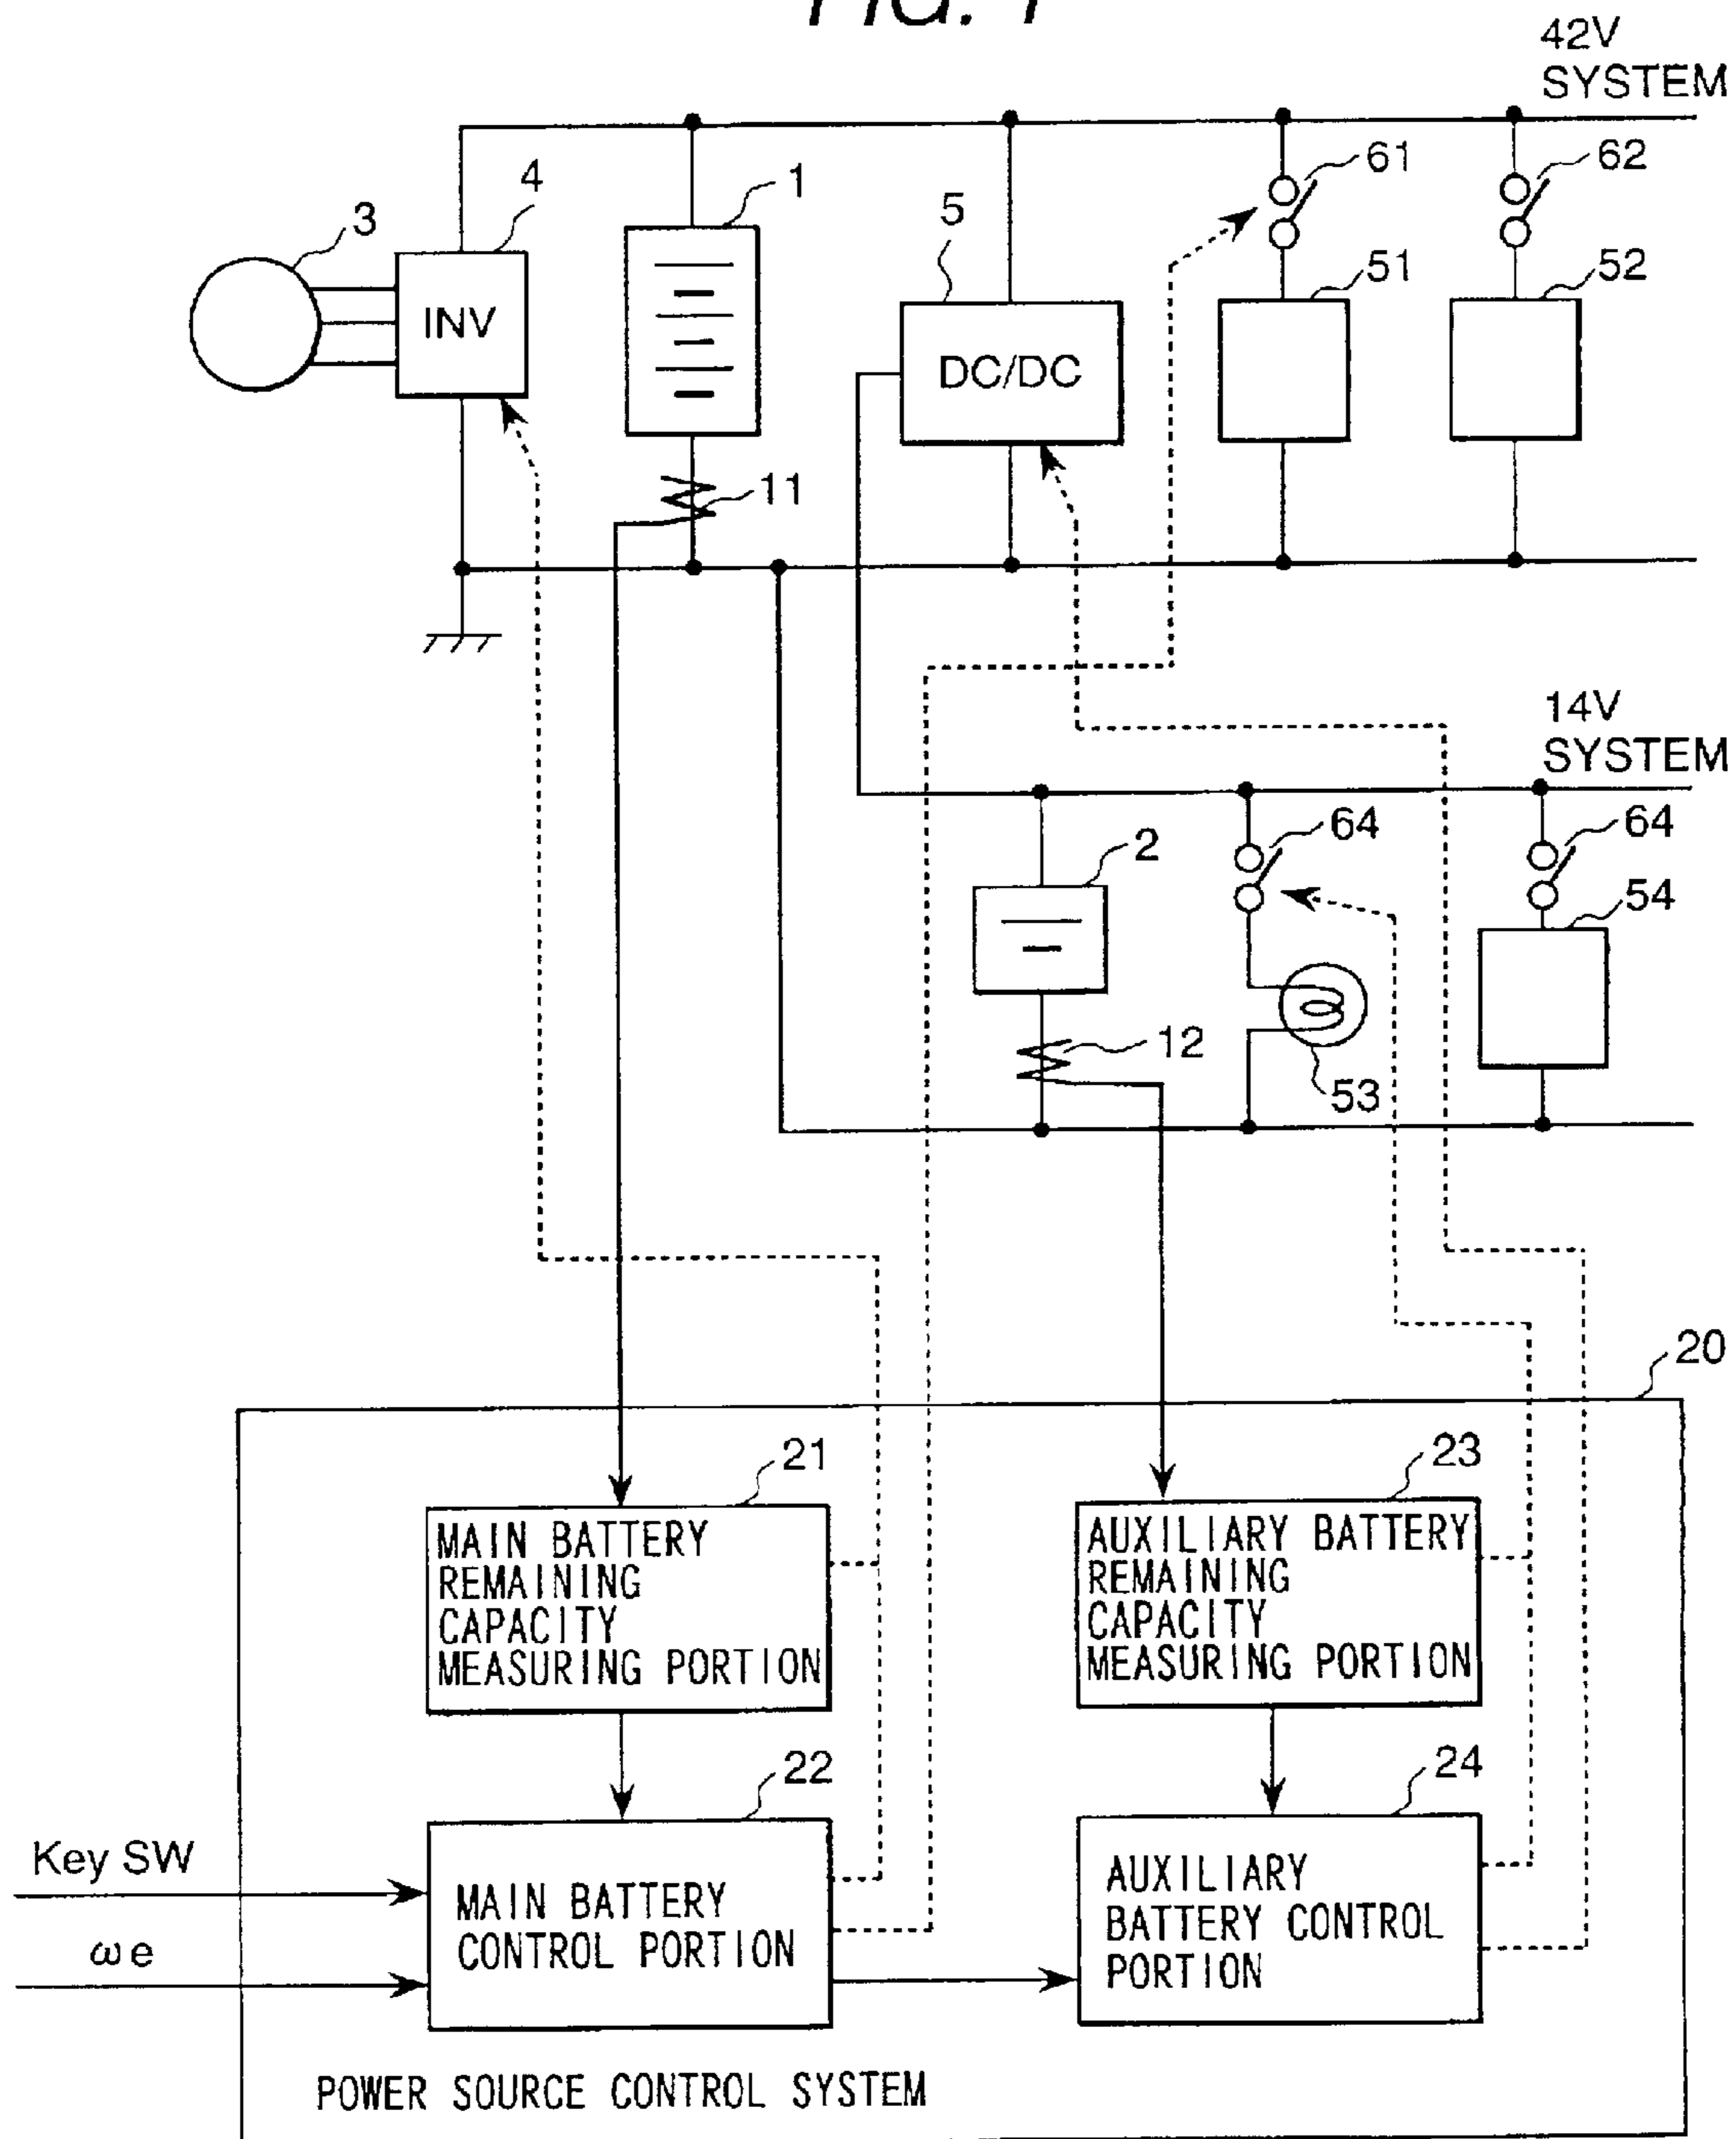 FIG. 1
42V
SYSTEM
3
4
1
5
61
62
INV
DC/DC
51
52
11
14V
SYSTEM
2
64
64
54
12
53
20
21
23
MAIN BATTERY
REMAINING
CAPACITY
MEASURING PORTION
AUXILIARY BATTERY
REMAINING
CAPACITY
MEASURING PORTION
22
24
Key SW
ωe
MAIN BATTERY
CONTROL PORTION
AUXILIARY
BATTERY CONTROL
PORTION
POWER SOURCE CONTROL SYSTEM